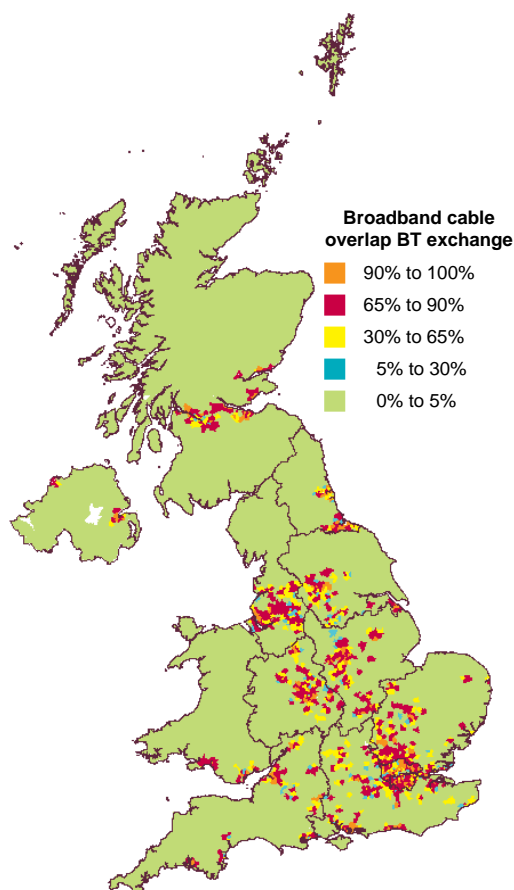 Broadband cable
overlap BT exchange
90% to 100%
65% to 90%
30% to 65%
5% to 30%
0% to 5%